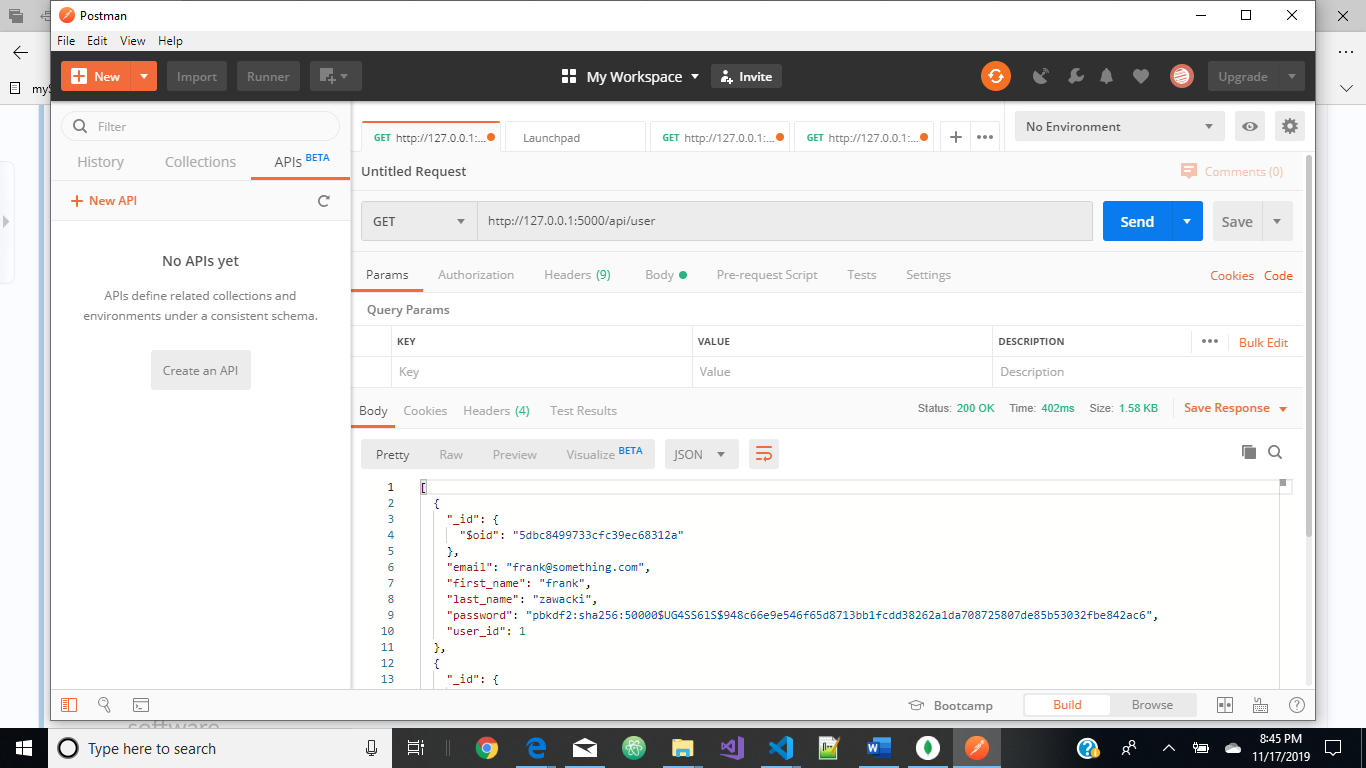 Postman
File Edit View Help
New Import Runner My Workspace Invite Upgrade
Filter
History Collections APIs BETA
New API
No APIs yet
APIs define related collections and
environments under a consistent schema.
Create an API
GET http://127.0.0.1:... Launchpad GET http://127.0.0.1:... GET http://127.0.0.1:... + •••
No Environment
Untitled Request Comments (0)
GET http://127.0.0.1:5000/api/user Send Save
Params Authorization Headers (9) Body Pre-request Script Tests Settings Cookies Code
Query Params
KEY VALUE DESCRIPTION ••• Bulk Edit
Key Value Description
Body Cookies Headers (4) Test Results Status: 200 OK Time: 402ms Size: 1.58 KB Save Response
Pretty Raw Preview Visualize BETA JSON
1 [
2 {
3 "_id": {
4 "$oid": "5dbc8499733cfc39ec68312a"
5 },
6 "email": "frank@something.com",
7 "first_name": "frank",
8 "last_name": "zawacki",
9 "password": "pbkdf2:sha256:50000$UG4SS6lS$948c66e9e546f65d8713bb1fcdd38262a1da708725807de85b53032fbe842ac6",
10 "user_id": 1
11 },
12 {
13 "_id": {
Bootcamp Build Browse
software
Type here to search
8:45 PM
11/17/2019